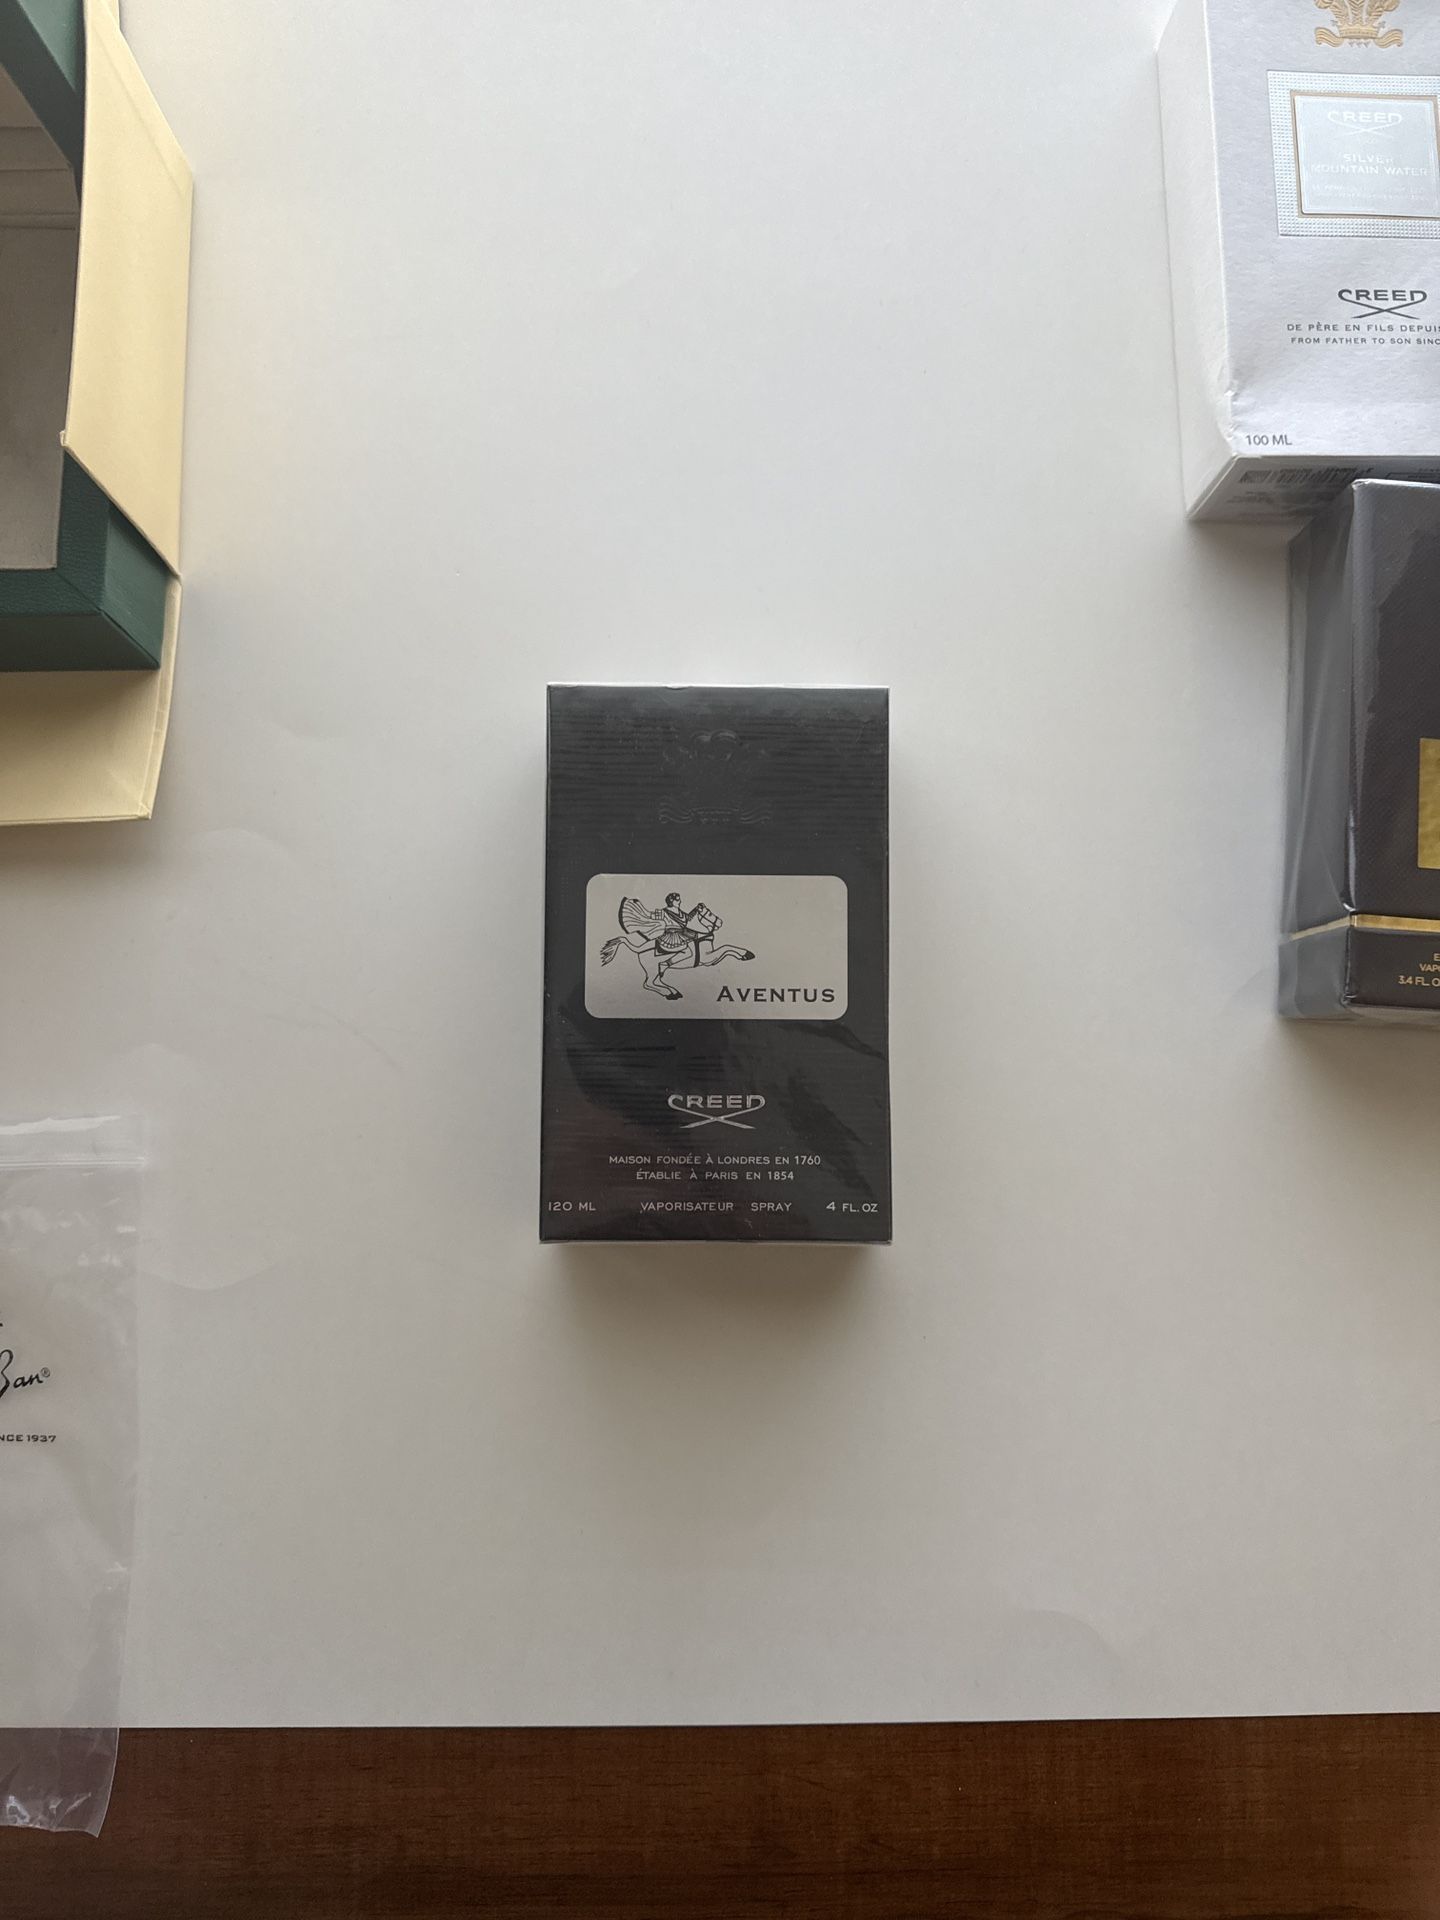 CREED
SILVER
MOUNTAIN WATER
CREED
DE PÈRE EN FILS DEPUIS
FROM FATHER TO SON SINC
100 ML
AVENTUS
CREED
MAISON FONDÉE À LONDRES EN 1760
ÉTABLIE À PARIS EN 1854
120 ML VAPORISATEUR SPRAY 4 FL. OZ
E
VAPO
3.4 FL. O
Ban®
NCE 1937